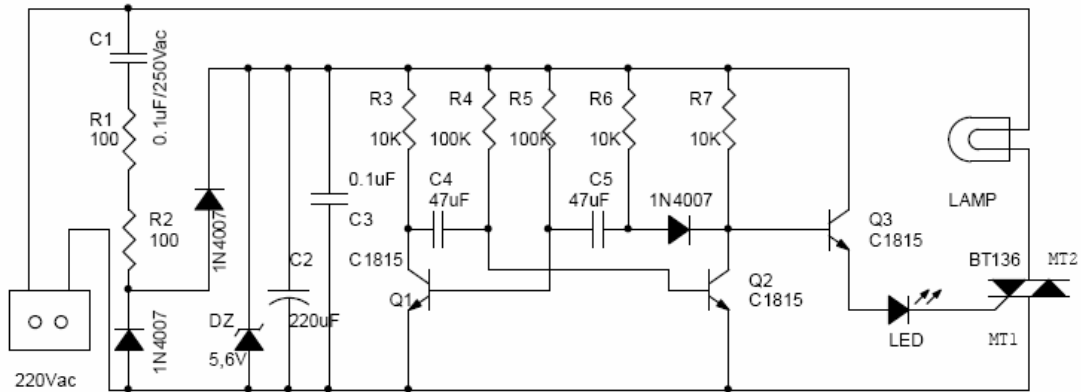 C1
0.1uF/250Vac
R1
100
R2
100
1N4007
1N4007
220Vac
DZ
5,6V
C2
220uF
0.1uF
C3
R3
10K
R4
100K
R5
100K
R6
10K
R7
10K
C4
47uF
C5
47uF
1N4007
C1815
Q1
Q2
C1815
Q3
C1815
LED
LAMP
BT136
MT2
MT1